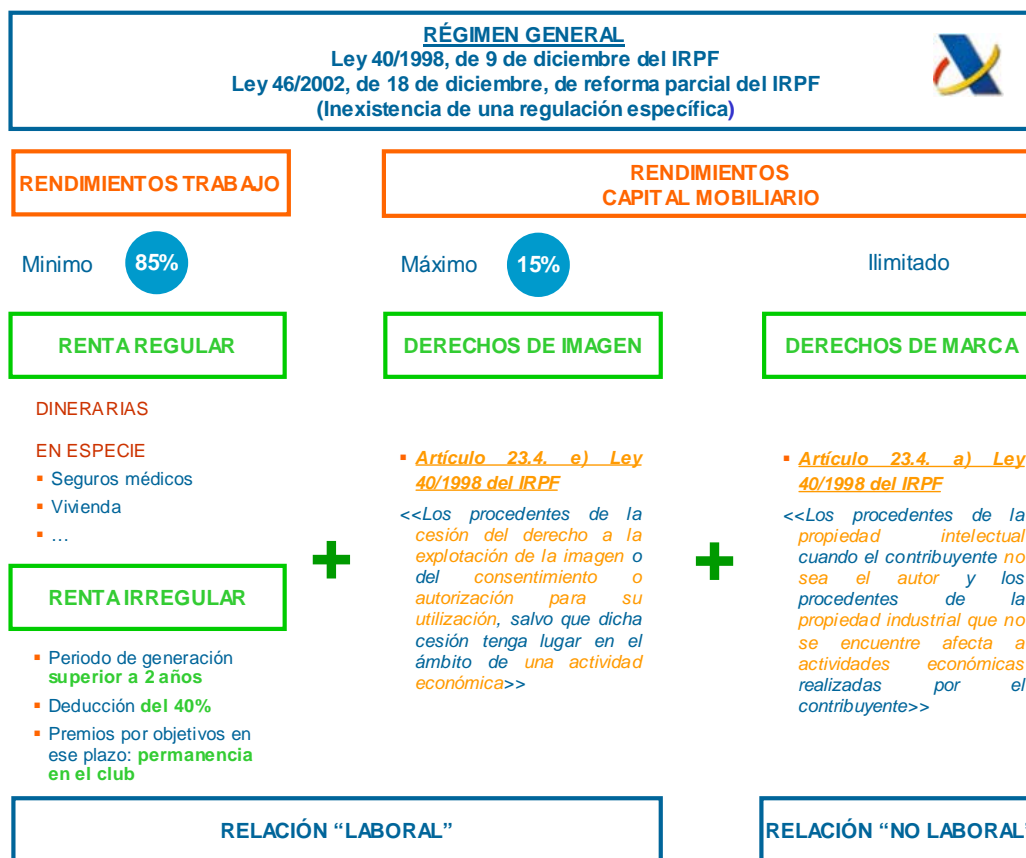 RÉGIMEN GENERAL
Ley 40/1998, de 9 de diciembre del IRPF
Ley 46/2002, de 18 de diciembre, de reforma parcial del IRPF
(Inexistencia de una regulación específica)
RENDIMIENTOS TRABAJO
RENDIMIENTOS
CAPITAL MOBILIARIO
Minimo 85%
Máximo 15%
Ilimitado
RENTA REGULAR
DERECHOS DE IMAGEN
DERECHOS DE MARCA
DINERARIAS
EN ESPECIE
▪ Seguros médicos
▪ Vivienda
▪ ...
RENTA IRREGULAR
▪ Periodo de generación
superior a 2 años
▪ Deducción del 40%
▪ Premios por objetivos en
ese plazo: permanencia
en el club
+
▪ Artículo 23.4. e) Ley
40/1998 del IRPF
<<Los procedentes de la
cesión del derecho a la
explotación de la imagen o
del consentimiento o
autorización para su
utilización, salvo que dicha
cesión tenga lugar en el
ámbito de una actividad
económica>>
+
▪ Artículo 23.4. a) Ley
40/1998 del IRPF
<<Los procedentes de la
propiedad intelectual
cuando el contribuyente no
sea el autor y los
procedentes de la
propiedad industrial que no
se encuentre afecta a
actividades económicas
realizadas por el
contribuyente>>
RELACIÓN “LABORAL”
RELACIÓN “NO LABORAL”